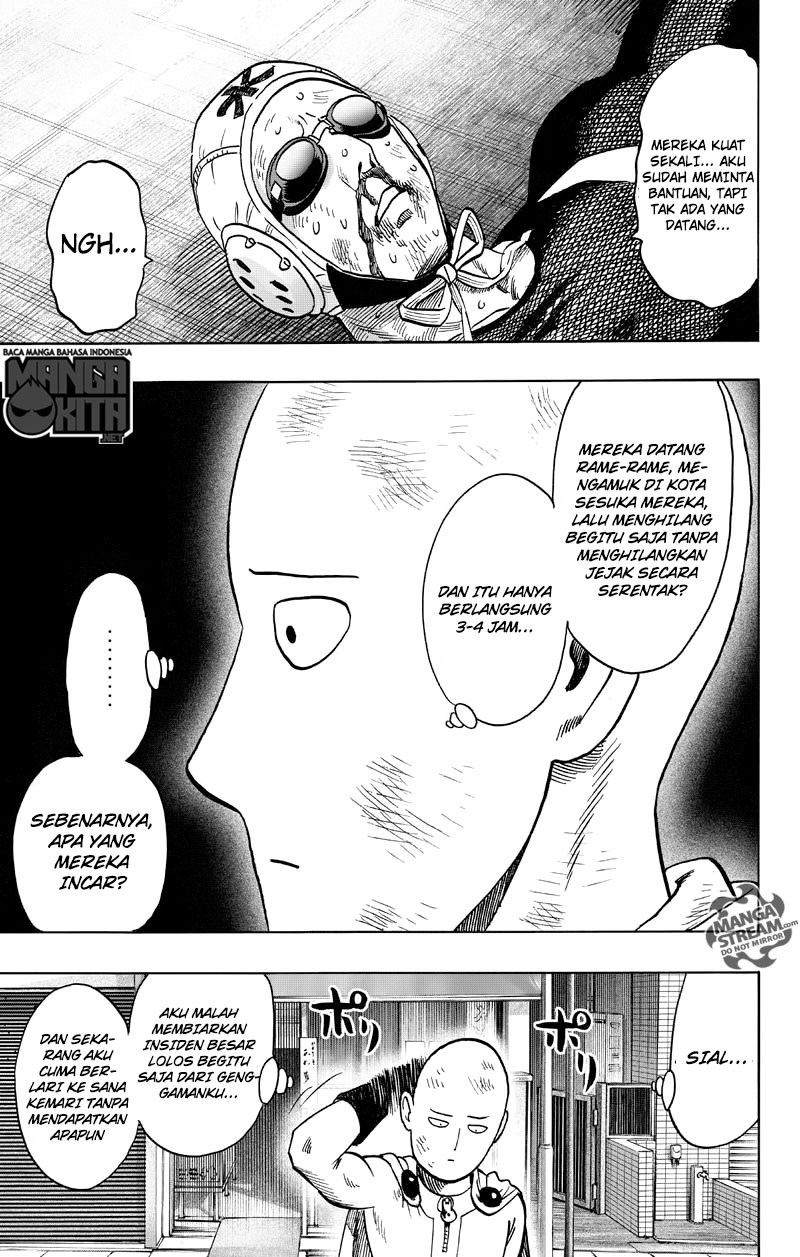 MEREKA KUAT
SEKALI... AKU
SUDAH MEMINTA
BANTUAN, TAPI
TAK ADA YANG
DATANG...
NGH...
BACA MANGA BAHASA INDONESIA
MANGA
KITA
.NET
MEREKA DATANG
RAME-RAME, ME-
NGAMUK DI KOTA
SESUKA MEREKA,
LALU MENGHILANG
BEGITU SAJA TANPA
MENGHILANGKAN
JEJAK SECARA
SERENTAK?
DAN ITU HANYA
BERLANGSUNG
3-4 JAM...
.........
SEBENARNYA,
APA YANG
MEREKA
INCAR?
MANGA
STREAM.com
DO NOT MIRROR
SIAL...
ポリ
ポリ
AKU MALAH
MEMBIARKAN
INSIDEN BESAR
LOLOS BEGITU
SAJA DARI GENG-
GAMANKU...
DAN SEKA-
RANG AKU
CUMA BER-
LARI KE SANA
KEMARI TANPA
MENDAPATKAN
APAPUN